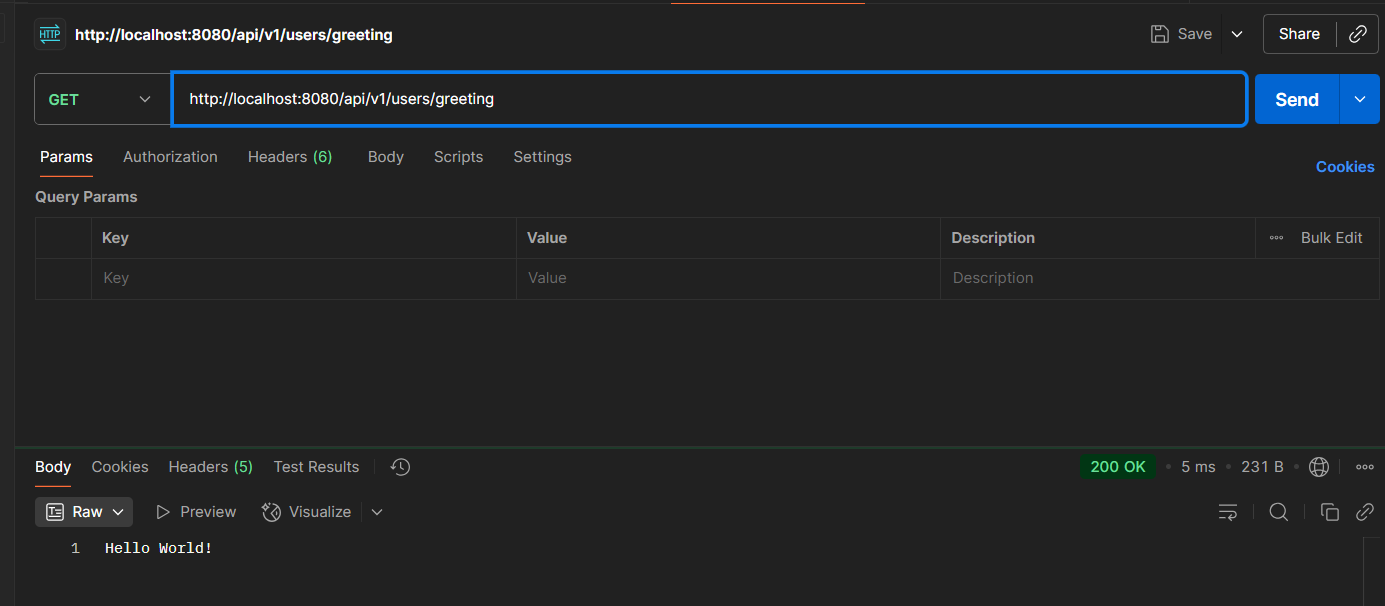 HTTP http://localhost:8080/api/v1/users/greeting Save Share
GET http://localhost:8080/api/v1/users/greeting Send
Params Authorization Headers (6) Body Scripts Settings Cookies
Query Params
Key Value Description Bulk Edit
Key Value Description
Body Cookies Headers (5) Test Results 200 OK • 5 ms • 231 B •
Raw Preview Visualize
1 Hello World!